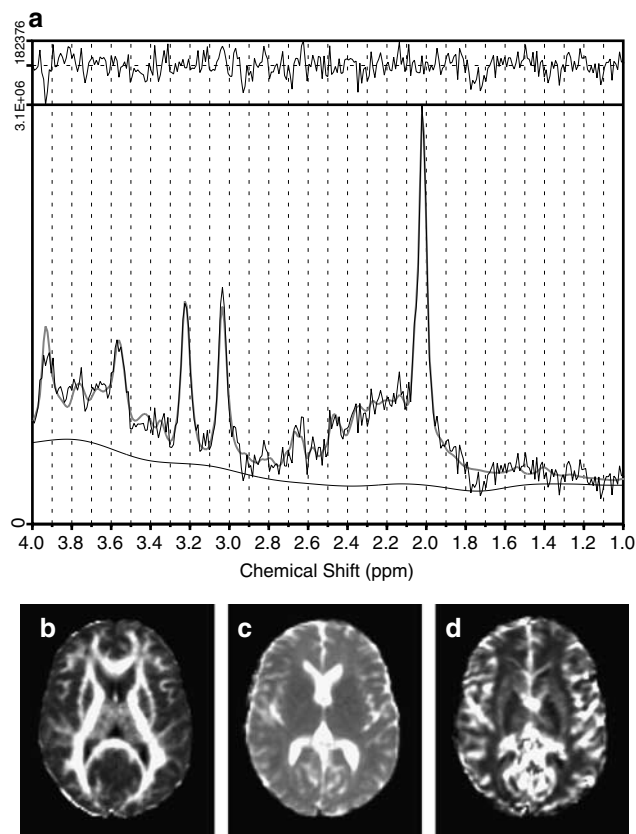 a
182376
3.1E+06
0
4.0 3.8 3.6 3.4 3.2 3.0 2.8 2.6 2.4 2.2 2.0 1.8 1.6 1.4 1.2 1.0
Chemical Shift (ppm)
b c d